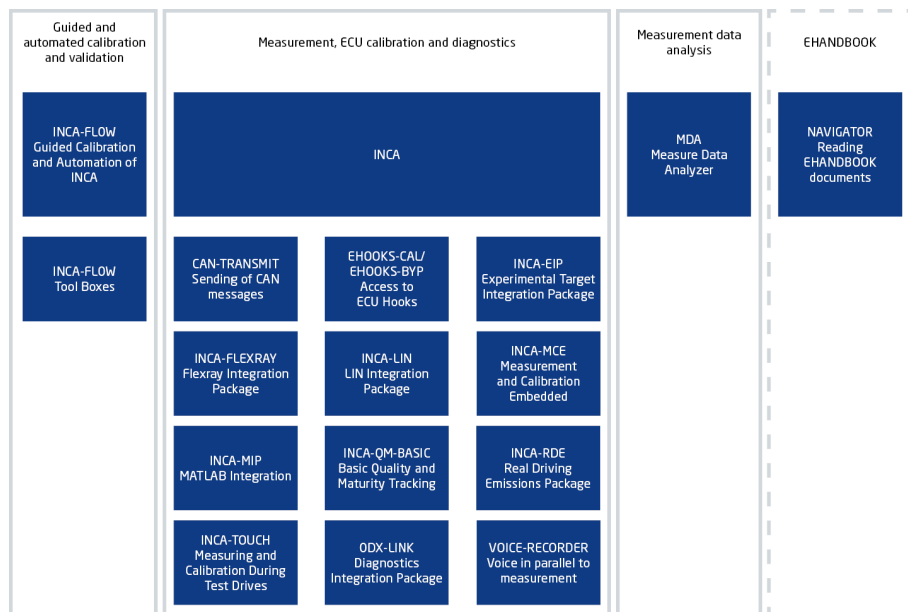 Guided and
automated calibration
and validation
Measurement, ECU calibration and diagnostics
Measurement data
analysis
EHANDBOOK
INCA-FLOW
Guided Calibration
and Automation of
INCA
INCA
MDA
Measure Data
Analyzer
NAVIGATOR
Reading
EHANDBOOK
documents
INCA-FLOW
Tool Boxes
CAN-TRANSMIT
Sending of CAN
messages
EHOOKS-CAL/
EHOOKS-BYP
Access to
ECU Hooks
INCA-EIP
Experimental Target
Integration Package
INCA-FLEXRAY
Flexray Integration
Package
INCA-LIN
LIN Integration
Package
INCA-MCE
Measurement
and Calibration
Embedded
INCA-MIP
MATLAB Integration
INCA-QM-BASIC
Basic Quality and
Maturity Tracking
INCA-RDE
Real Driving
Emissions Package
INCA-TOUCH
Measuring and
Calibration During
Test Drives
ODX-LINK
Diagnostics
Integration Package
VOICE-RECORDER
Voice in parallel to
measurement